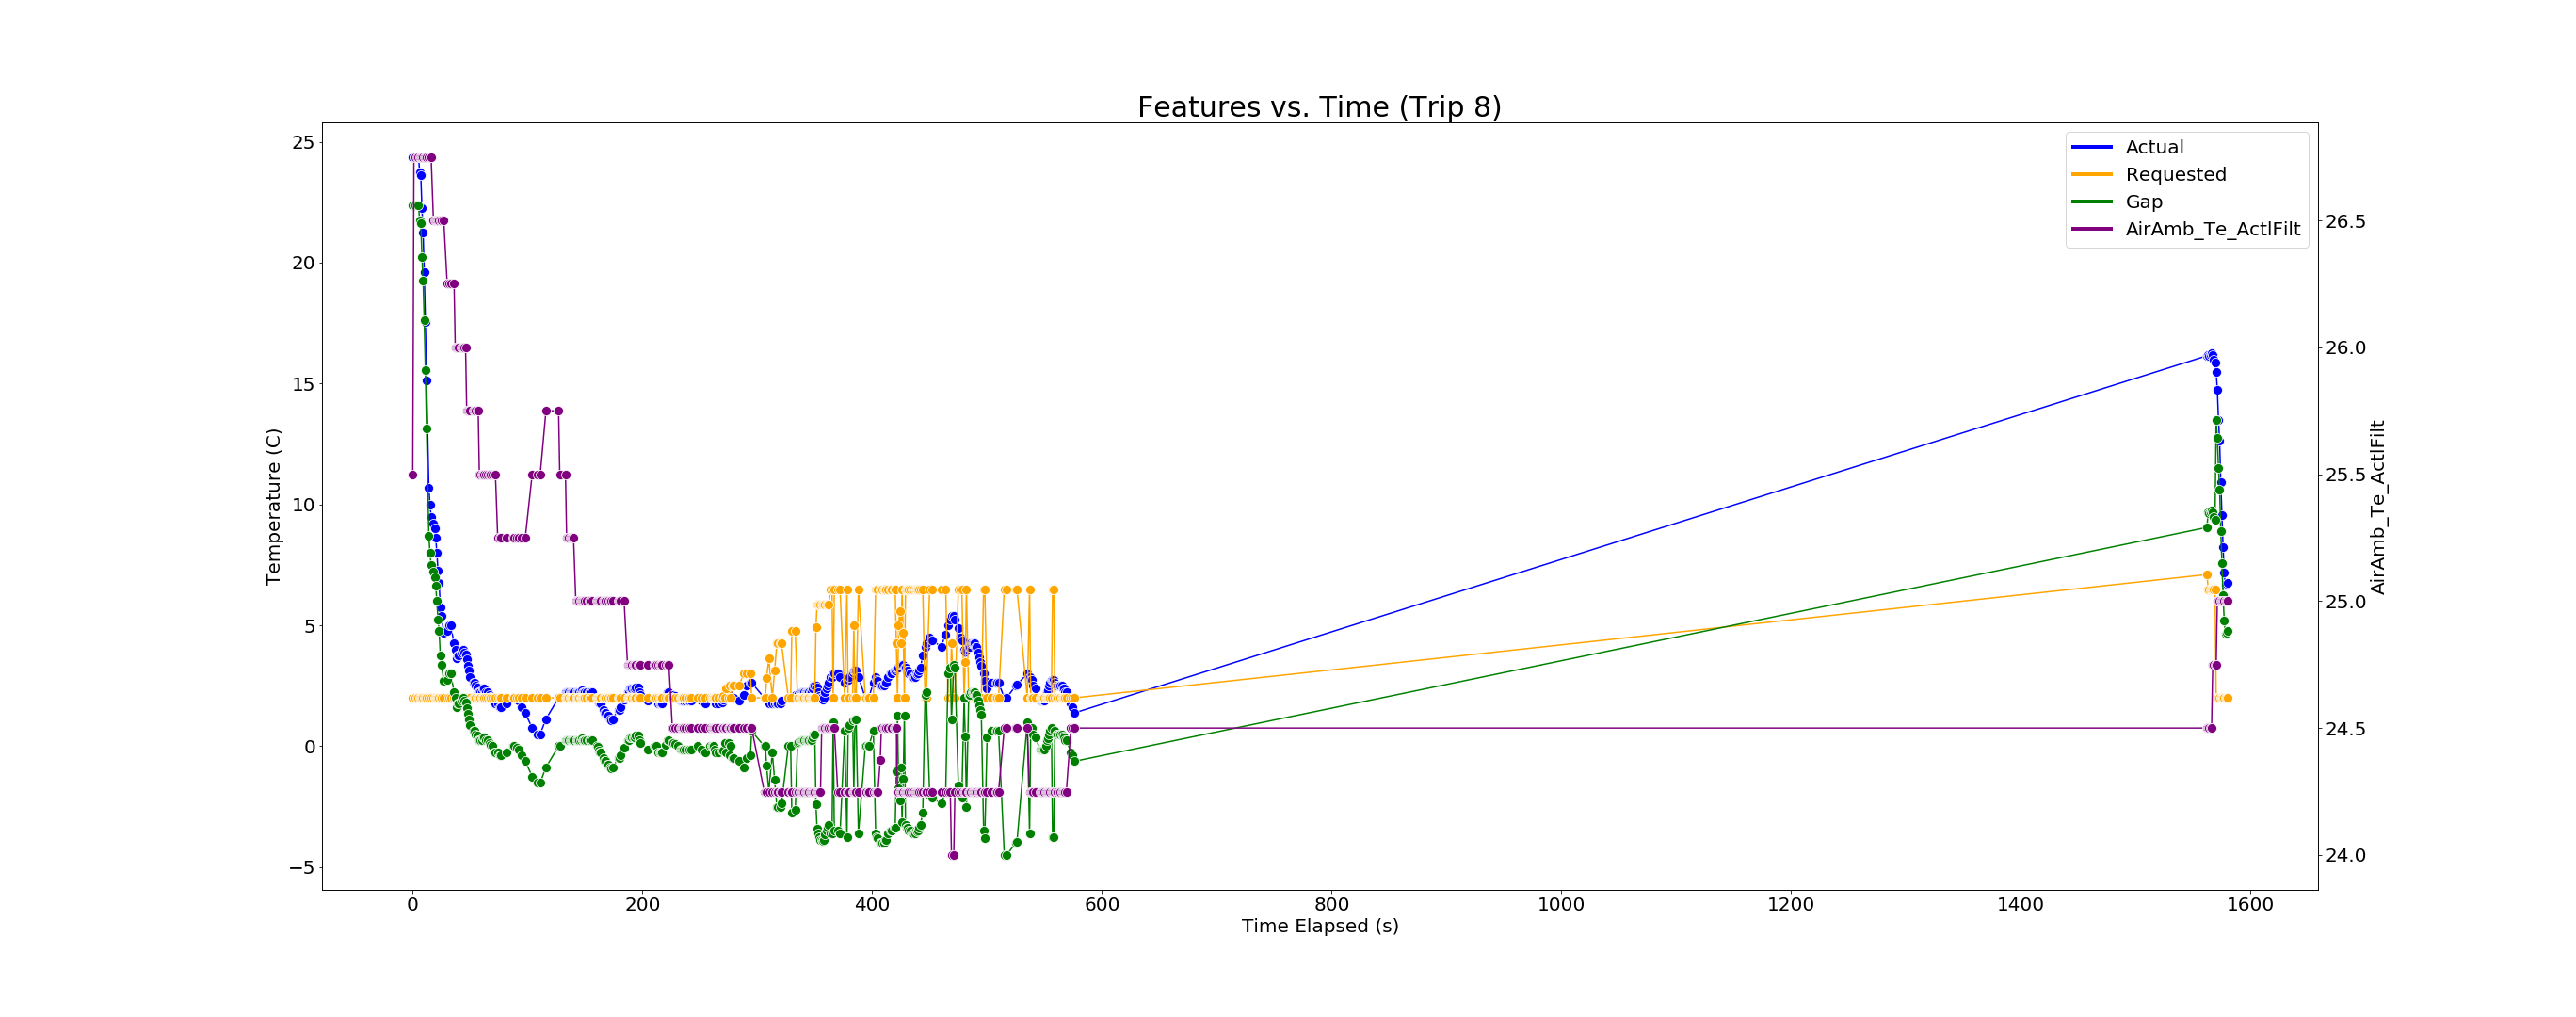 Features vs. Time (Trip 8)
25
20
15
10
5
0
−5
Temperature (C)
Actual
Requested
Gap
AirAmb_Te_ActlFilt
26.5
26.0
25.5
25.0
24.5
24.0
AirAmb_Te_ActlFilt
0 200 400 600 800 1000 1200 1400 1600
Time Elapsed (s)